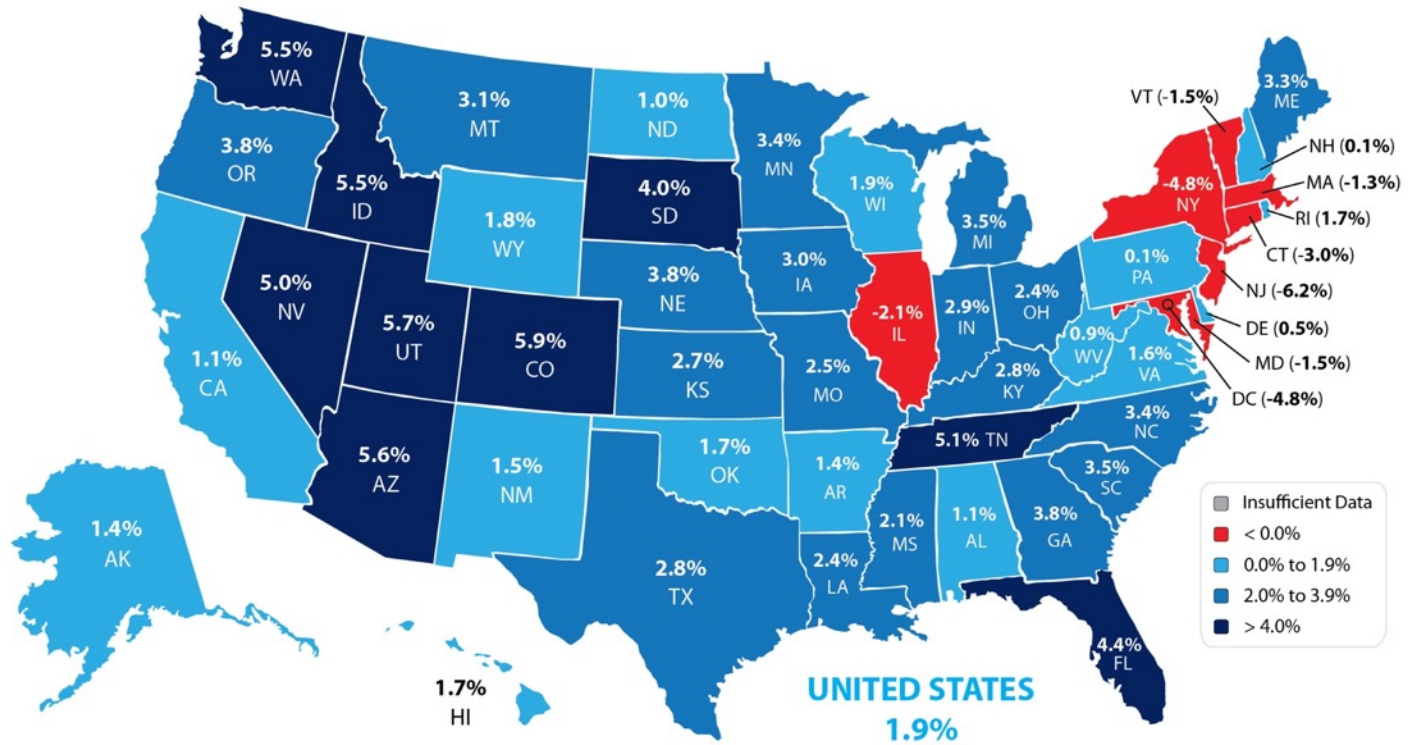 5.5%
WA
3.8%
OR
5.5%
ID
3.1%
MT
1.0%
ND
4.0%
SD
1.8%
WY
3.8%
NE
5.0%
NV
5.7%
UT
5.9%
CO
2.7%
KS
1.1%
CA
5.6%
AZ
1.5%
NM
1.7%
OK
2.8%
TX
3.4%
MN
1.9%
WI
3.5%
MI
3.0%
IA
-2.1%
IL
2.9%
IN
2.4%
OH
2.5%
MO
2.8%
KY
0.9%
WV
1.6%
VA
0.1%
PA
-4.8%
NY
3.3%
ME
VT (-1.5%)
NH (0.1%)
MA (-1.3%)
RI (1.7%)
CT (-3.0%)
NJ (-6.2%)
DE (0.5%)
MD (-1.5%)
DC (-4.8%)
5.1% TN
3.4%
NC
3.5%
SC
1.4%
AR
2.1%
MS
1.1%
AL
3.8%
GA
2.4%
LA
4.4%
FL
1.4%
AK
1.7%
HI
Insufficient Data
< 0.0%
0.0% to 1.9%
2.0% to 3.9%
> 4.0%
UNITED STATES
1.9%